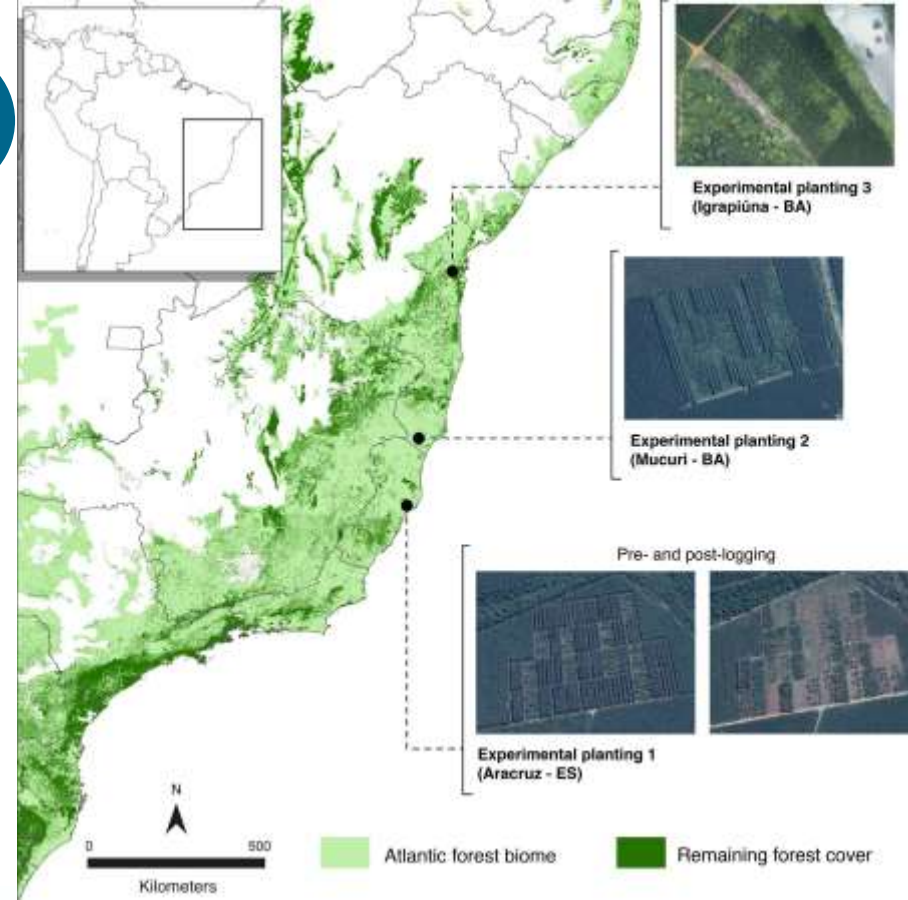 Experimental planting 3
(Igrapiúna - BA)
Experimental planting 2
(Mucuri - BA)
Pre- and post-logging
Experimental planting 1
(Aracruz - ES)
N
0 500
Kilometers
Atlantic forest biome
Remaining forest cover